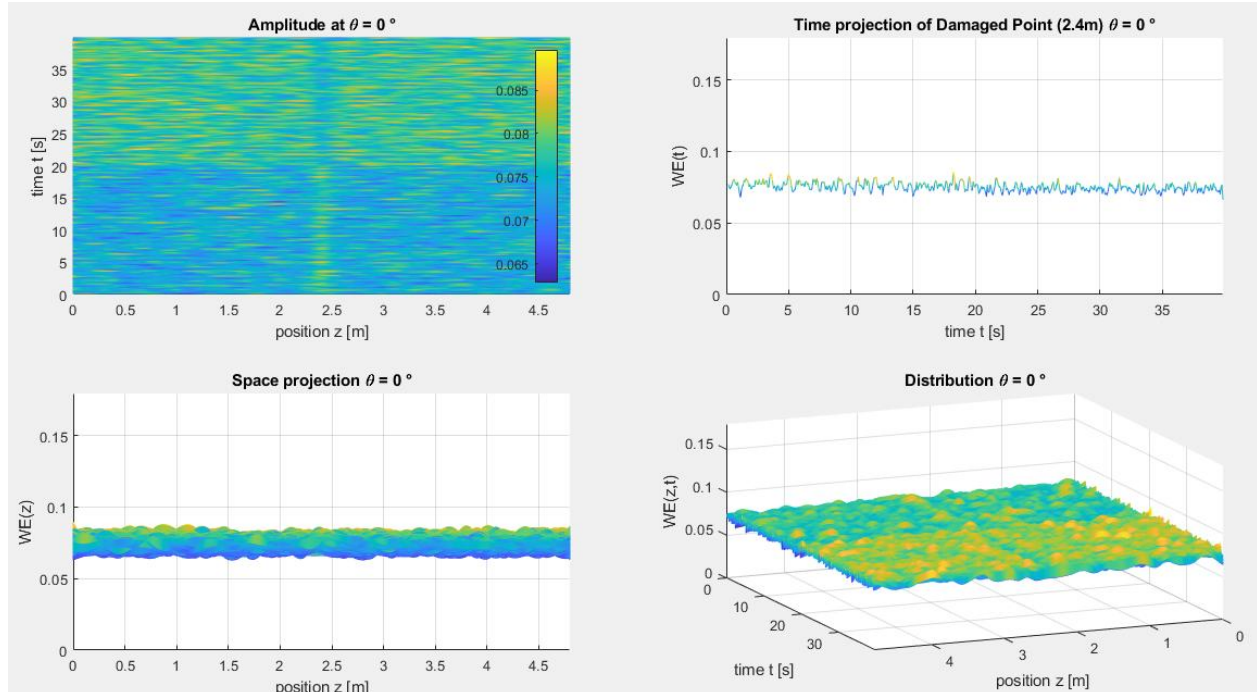 Amplitude at θ = 0 °
35
30
25
20
15
10
5
0
time t [s]
0.085
0.08
0.075
0.07
0.065
0 0.5 1 1.5 2 2.5 3 3.5 4 4.5
position z [m]
Time projection of Damaged Point (2.4m) θ = 0 °
0.15
0.1
0.05
0
WE(t)
0 5 10 15 20 25 30 35
time t [s]
Space projection θ = 0 °
0.15
0.1
0.05
0
WE(z)
0 0.5 1 1.5 2 2.5 3 3.5 4 4.5
position z [m]
Distribution θ = 0 °
0.15
0.1
0.05
0
WE(z,t)
0
10
20
30
time t [s]
4 3 2 1 0
position z [m]